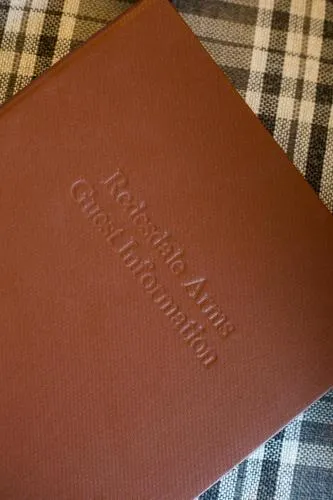 Redesdale Arms
Guest Information